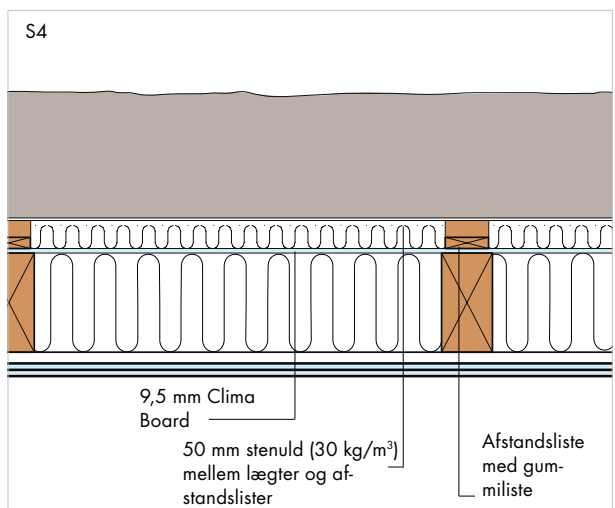 S4
9,5 mm Clima
Board
50 mm stenuld (30 kg/m³)
mellem lægter og af-
standslister
Afstandsliste
med gum-
miliste